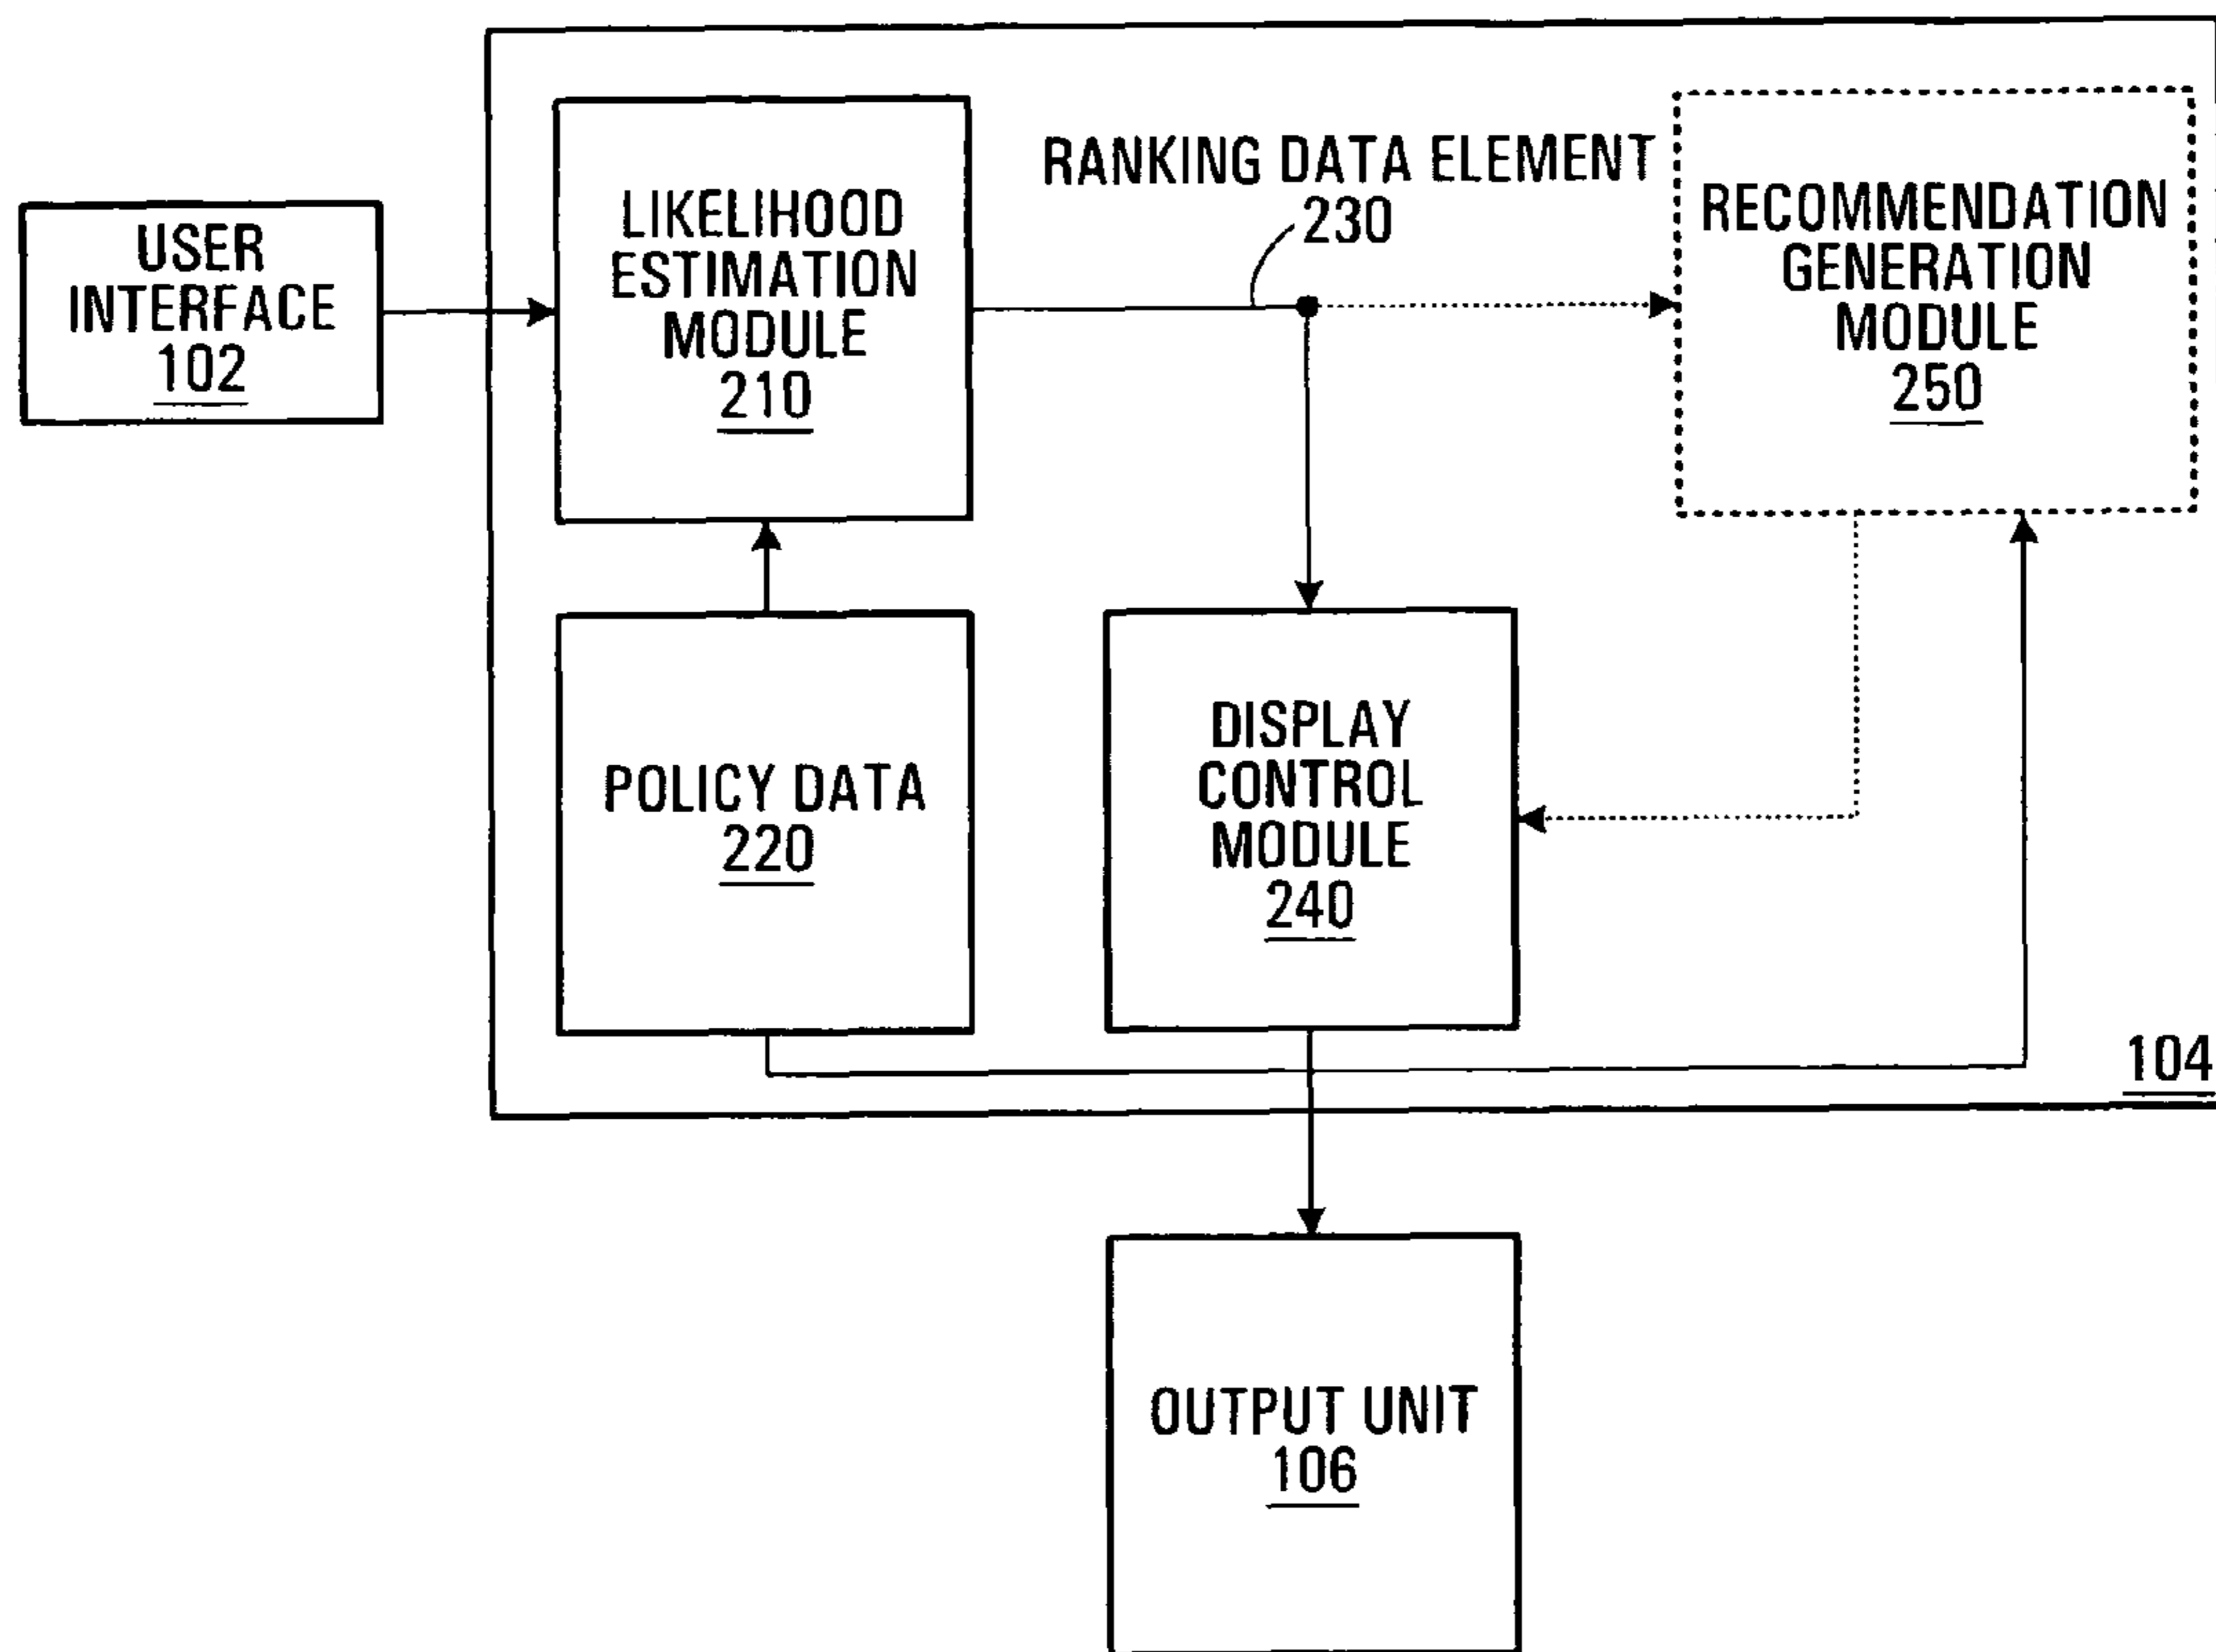 USER
INTERFACE
102
LIKELIHOOD
ESTIMATION
MODULE
210
RANKING DATA ELEMENT
230
RECOMMENDATION
GENERATION
MODULE
250
POLICY DATA
220
DISPLAY
CONTROL
MODULE
240
104
OUTPUT UNIT
106